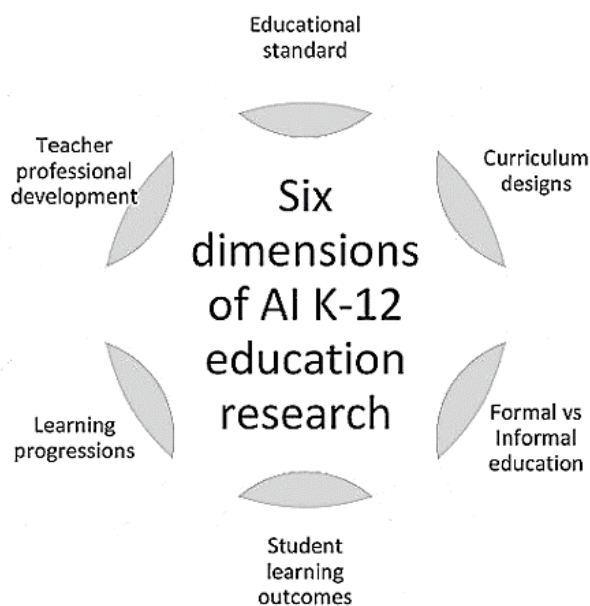 Educational
standard
Curriculum
designs
Formal vs
Informal
education
Student
learning
outcomes
Learning
progressions
Teacher
professional
development
Six
dimensions
of AI K-12
education
research